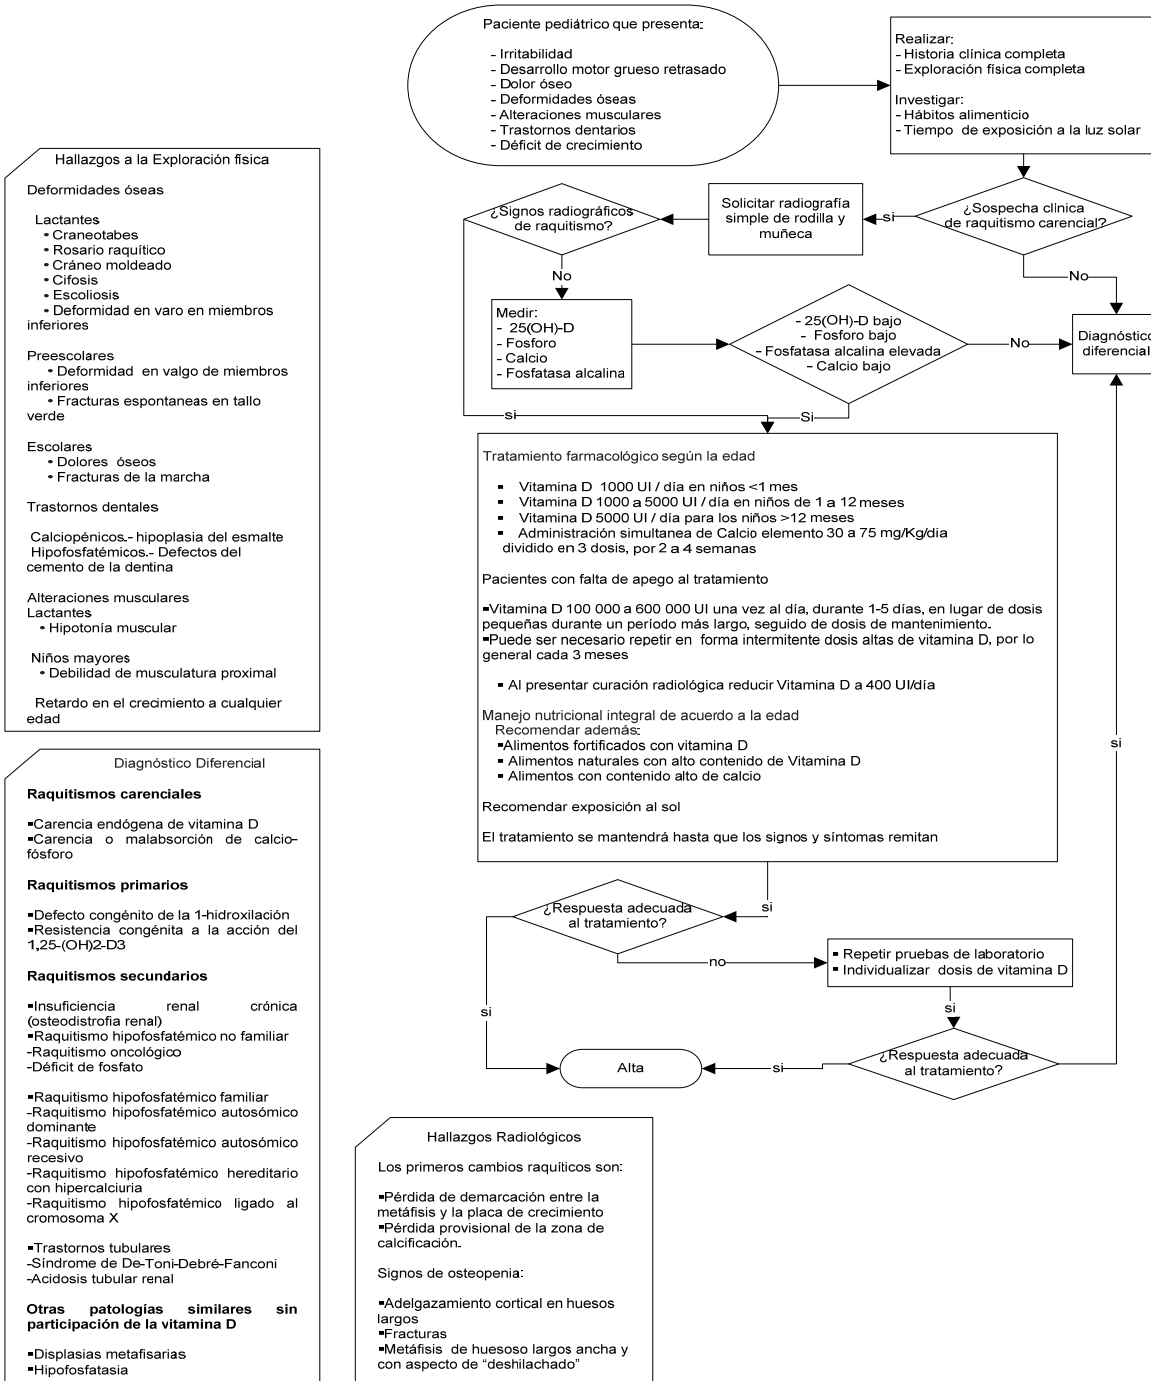 Paciente pediátrico que presenta:
- Irritabilidad
- Desarrollo motor grueso retrasado
- Dolor óseo
- Deformidades óseas
- Alteraciones musculares
- Trastornos dentarios
- Déficit de crecimiento
Realizar:
- Historia clínica completa
- Exploración física completa
Investigar:
- Hábitos alimenticio
- Tiempo de exposición a la luz solar
¿Sospecha clínica
de raquitismo carencial?
si
No
Solicitar radiografía
simple de rodilla y
muñeca
¿Signos radiográficos
de raquitismo?
No
si
Medir:
- 25(OH)-D
- Fosforo
- Calcio
- Fosfatasa alcalina
- 25(OH)-D bajo
- Fosforo bajo
- Fosfatasa alcalina elevada
- Calcio bajo
No
Si
Diagnóstico
diferencial
Tratamiento farmacológico según la edad
▪ Vitamina D 1000 UI / día en niños <1 mes
▪ Vitamina D 1000 a 5000 UI / día en niños de 1 a 12 meses
▪ Vitamina D 5000 UI / día para los niños >12 meses
▪ Administración simultanea de Calcio elemento 30 a 75 mg/Kg/dia
dividido en 3 dosis, por 2 a 4 semanas
Pacientes con falta de apego al tratamiento
▪Vitamina D 100 000 a 600 000 UI una vez al día, durante 1-5 días, en lugar de dosis
pequeñas durante un período más largo, seguido de dosis de mantenimiento.
▪Puede ser necesario repetir en forma intermitente dosis altas de vitamina D, por lo
general cada 3 meses
▪ Al presentar curación radiológica reducir Vitamina D a 400 UI/día
Manejo nutricional integral de acuerdo a la edad
Recomendar además:
▪Alimentos fortificados con vitamina D
▪ Alimentos naturales con alto contenido de Vitamina D
▪ Alimentos con contenido alto de calcio
Recomendar exposición al sol
El tratamiento se mantendrá hasta que los signos y síntomas remitan
si
¿Respuesta adecuada
al tratamiento?
no
si
▪ Repetir pruebas de laboratorio
▪ Individualizar dosis de vitamina D
si
¿Respuesta adecuada
al tratamiento?
si
si
Alta
Hallazgos a la Exploración física
Deformidades óseas
Lactantes
• Craneotabes
• Rosario raquítico
• Cráneo moldeado
• Cifosis
• Escoliosis
• Deformidad en varo en miembros
inferiores
Preescolares
• Deformidad en valgo de miembros
inferiores
• Fracturas espontaneas en tallo
verde
Escolares
• Dolores óseos
• Fracturas de la marcha
Trastornos dentales
Calciopénicos.- hipoplasia del esmalte
Hipofosfatémicos.- Defectos del
cemento de la dentina
Alteraciones musculares
Lactantes
• Hipotonía muscular
Niños mayores
• Debilidad de musculatura proximal
Retardo en el crecimiento a cualquier
edad
Diagnóstico Diferencial
Raquitismos carenciales
▪Carencia endógena de vitamina D
▪Carencia o malabsorción de calcio-
fósforo
Raquitismos primarios
▪Defecto congénito de la 1-hidroxilación
▪Resistencia congénita a la acción del
1,25-(OH)2-D3
Raquitismos secundarios
▪Insuficiencia renal crónica
(osteodistrofia renal)
▪Raquitismo hipofosfatémico no familiar
-Raquitismo oncológico
-Déficit de fosfato
▪Raquitismo hipofosfatémico familiar
-Raquitismo hipofosfatémico autosómico
dominante
-Raquitismo hipofosfatémico autosómico
recesivo
-Raquitismo hipofosfatémico hereditario
con hipercalciuria
-Raquitismo hipofosfatémico ligado al
cromosoma X
▪Trastornos tubulares
-Síndrome de De-Toni-Debré-Fanconi
-Acidosis tubular renal
Otras patologías similares sin
participación de la vitamina D
▪Displasias metafisarias
▪Hipofosfatasia
Hallazgos Radiológicos
Los primeros cambios raquíticos son:
▪Pérdida de demarcación entre la
metáfisis y la placa de crecimiento
▪Pérdida provisional de la zona de
calcificación.
Signos de osteopenia:
▪Adelgazamiento cortical en huesos
largos
▪Fracturas
▪Metáfisis de huesoso largos ancha y
con aspecto de "deshilachado"